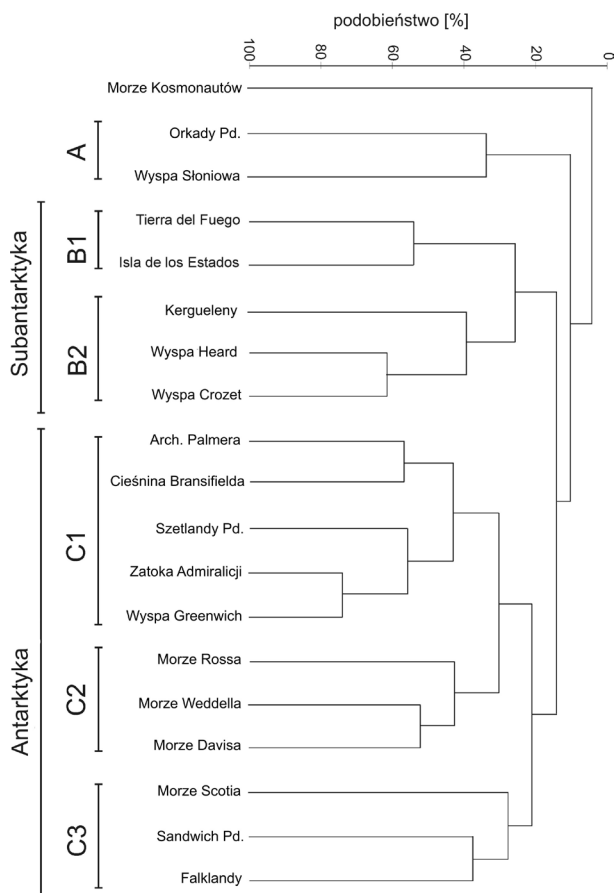 podobieństwo [%]
100
80
60
40
20
0
Morze Kosmonautów
A
Orkady Pd.
Wyspa Słoniowa
Subantarktyka
B1
Tierra del Fuego
Isla de los Estados
B2
Kergueleny
Wyspa Heard
Wyspa Crozet
Antarktyka
C1
Arch. Palmera
Cieśnina Bransifielda
Szetlandy Pd.
Zatoka Admiralicji
Wyspa Greenwich
C2
Morze Rossa
Morze Weddella
Morze Davisa
C3
Morze Scotia
Sandwich Pd.
Falklandy